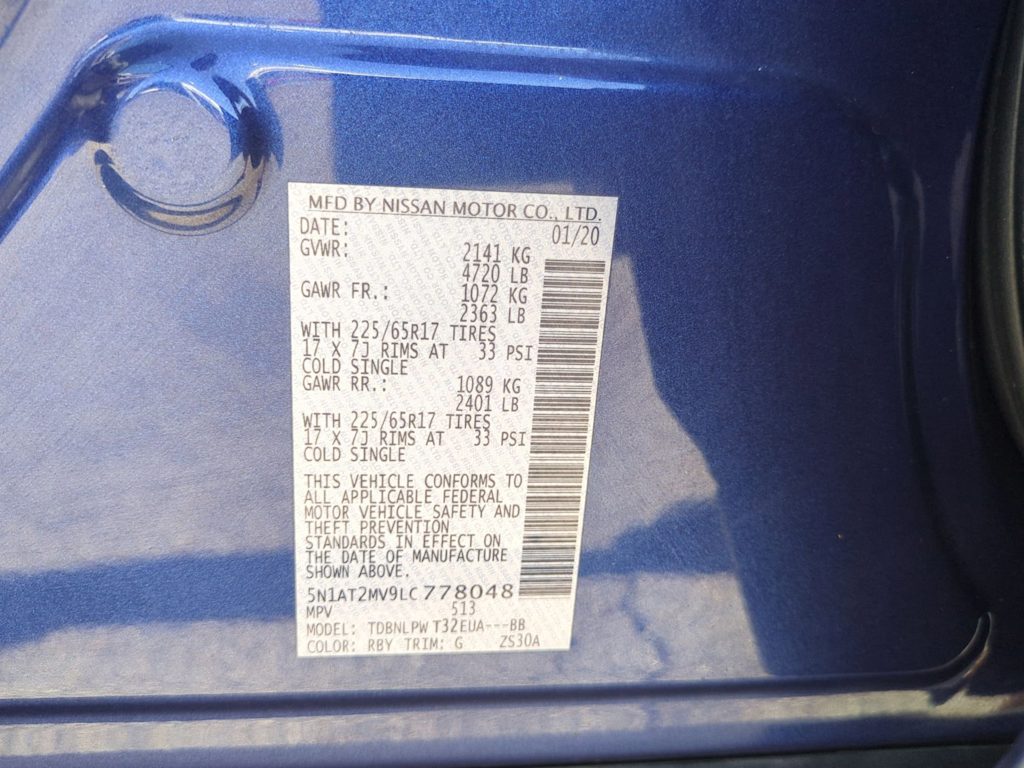 MFD BY NISSAN MOTOR CO., LTD.
DATE: 01/20
GVWR: 2141 KG
4720 LB
GAWR FR.: 1072 KG
2363 LB
WITH 225/65R17 TIRES
17 X 7J RIMS AT 33 PSI
COLD SINGLE
GAWR RR.: 1089 KG
2401 LB
WITH 225/65R17 TIRES
17 X 7J RIMS AT 33 PSI
COLD SINGLE
THIS VEHICLE CONFORMS TO
ALL APPLICABLE FEDERAL
MOTOR VEHICLE SAFETY AND
THEFT PREVENTION
STANDARDS IN EFFECT ON
THE DATE OF MANUFACTURE
SHOWN ABOVE.
5N1AT2MV9LC778048
MPV 513
MODEL: TDBNLPW T32EUA---BB
COLOR: RBY TRIM: G ZS30A